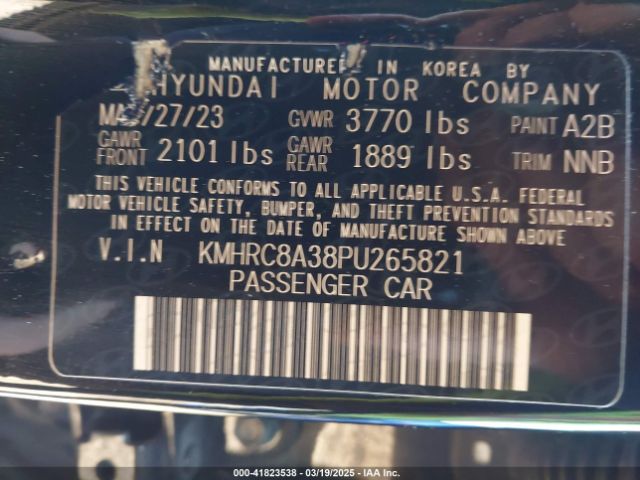 MANUFACTURED IN KOREA BY
HYUNDAI MOTOR COMPANY
MA /27/23 GVWR 3770 lbs PAINT A2B
GAWR FRONT 2101 lbs GAWR REAR 1889 lbs TRIM NNB
THIS VEHICLE CONFORMS TO ALL APPLICABLE U.S.A. FEDERAL
MOTOR VEHICLE SAFETY, BUMPER, AND THEFT PREVENTION STANDARDS
IN EFFECT ON THE DATE OF MANUFACTURE SHOWN ABOVE
V.I.N KMHRC8A38PU265821
PASSENGER CAR
000-41823538 - 03/19/2025 - IAA Inc.